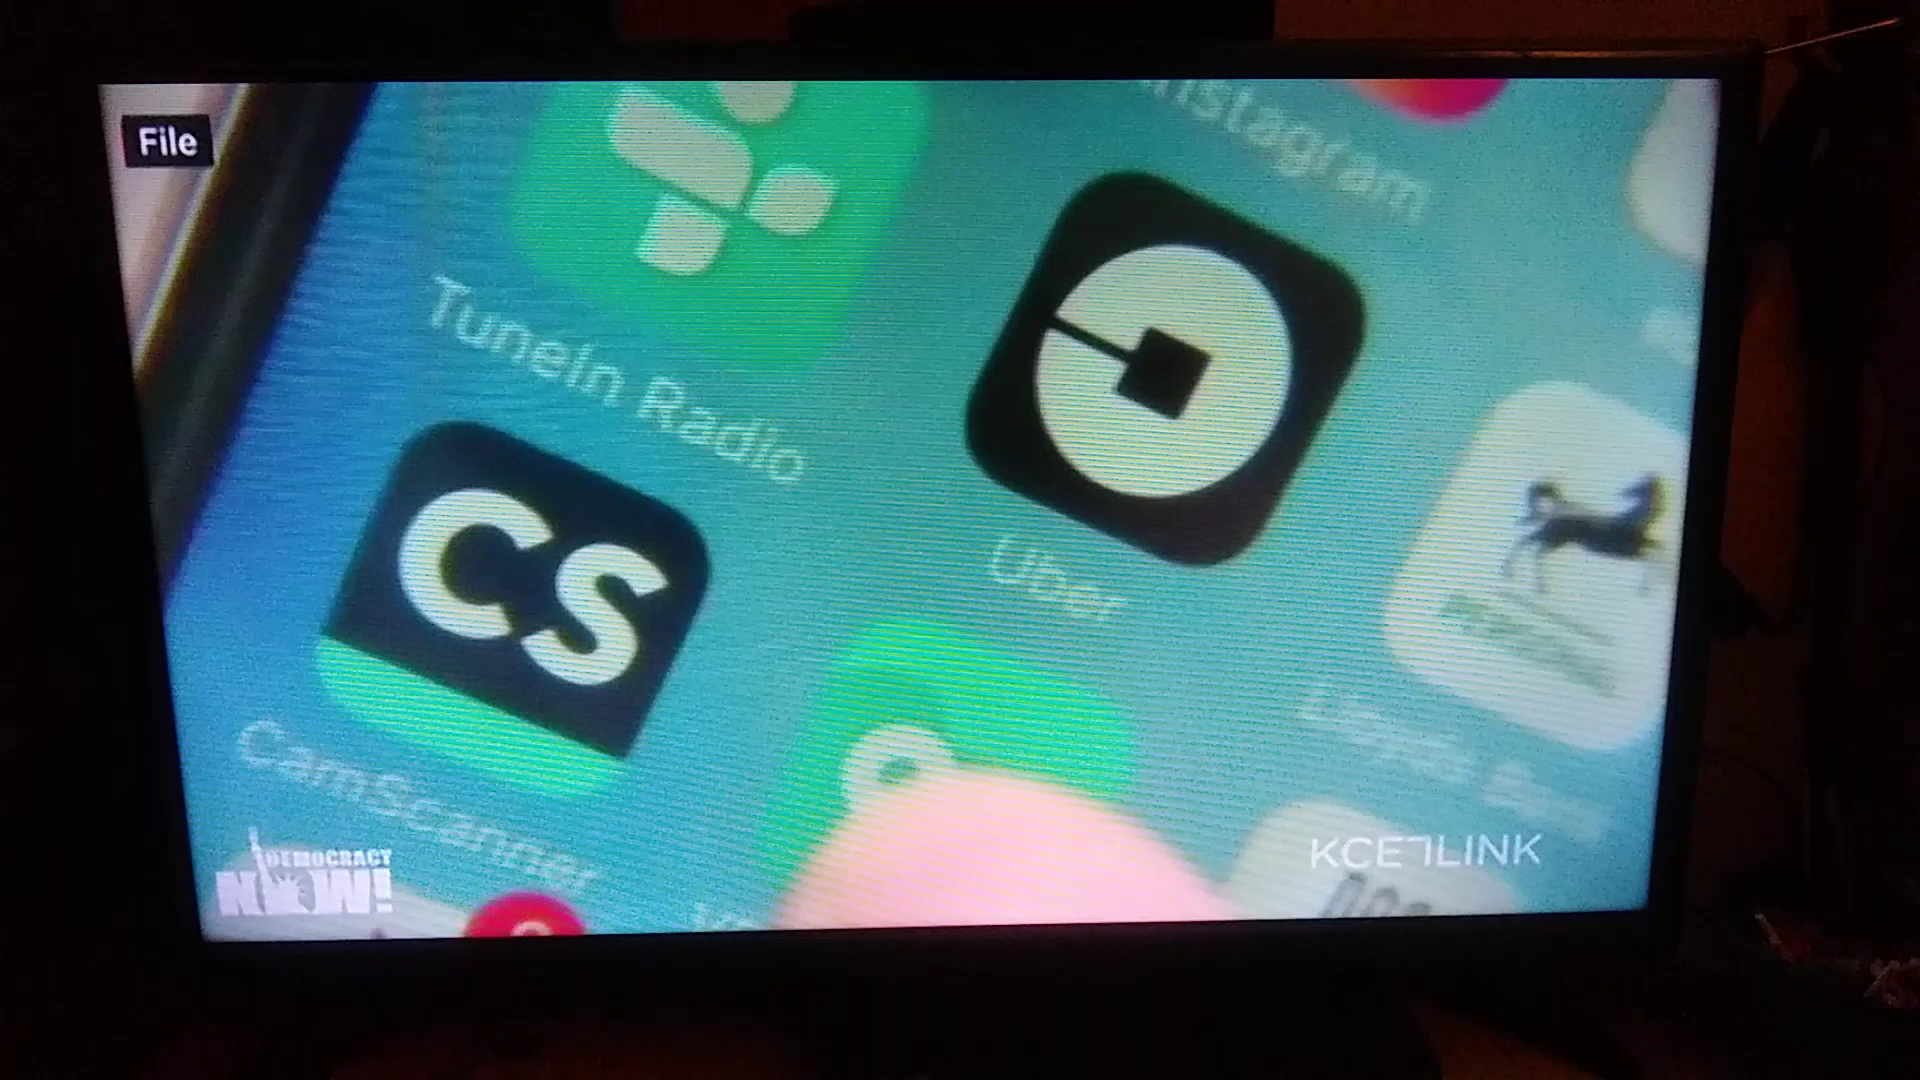 File
Instagram
TuneIn Radio
Uber
CS
CamScanner
DEMOCRACY
NOW!
KCETLINK